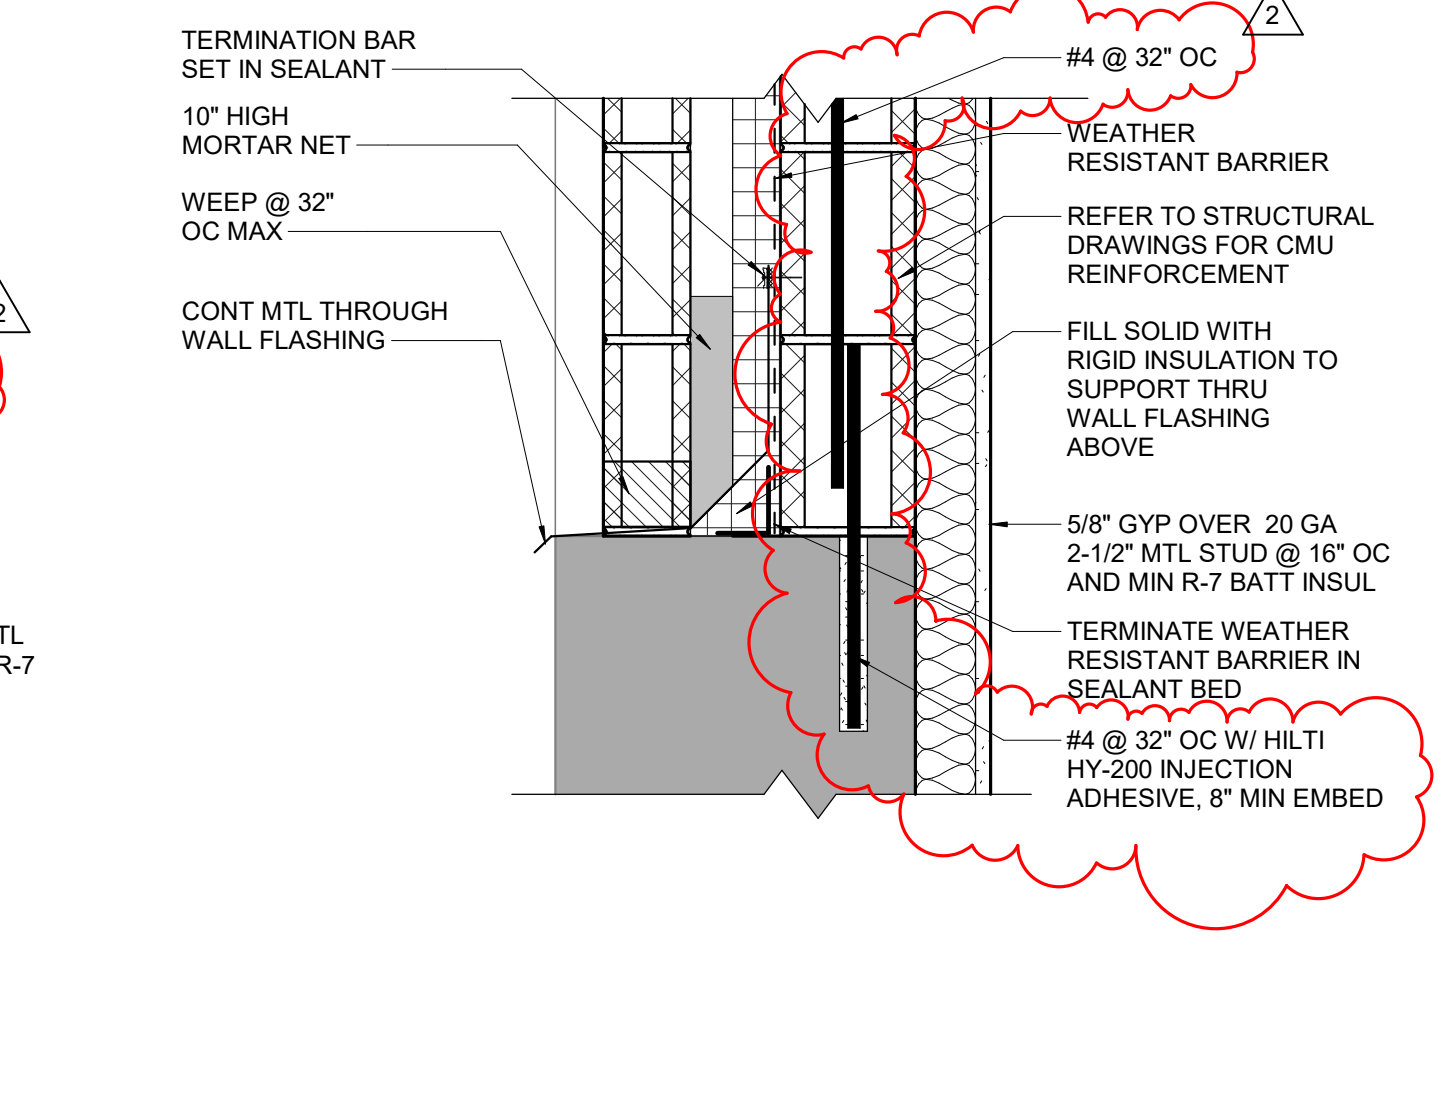 TERMINATION BAR
SET IN SEALANT
10" HIGH
MORTAR NET
WEEP @ 32"
OC MAX
CONT MTL THROUGH
WALL FLASHING
2
TL
R-7
2
#4 @ 32" OC
WEATHER
RESISTANT BARRIER
REFER TO STRUCTURAL
DRAWINGS FOR CMU
REINFORCEMENT
FILL SOLID WITH
RIGID INSULATION TO
SUPPORT THRU
WALL FLASHING
ABOVE
5/8" GYP OVER 20 GA
2-1/2" MTL STUD @ 16" OC
AND MIN R-7 BATT INSUL
TERMINATE WEATHER
RESISTANT BARRIER IN
SEALANT BED
#4 @ 32" OC W/ HILTI
HY-200 INJECTION
ADHESIVE, 8" MIN EMBED